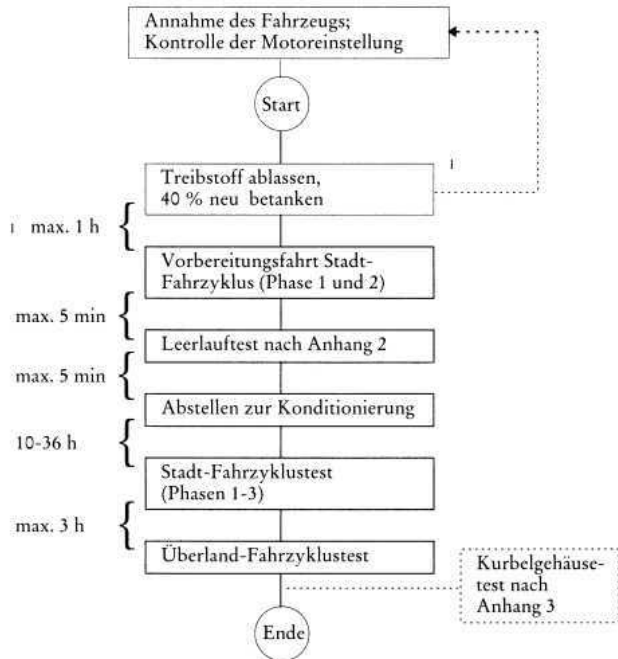 Annahme des Fahrzeugs;
Kontrolle der Motoreinstellung
Start
Treibstoff ablassen,
40 % neu betanken
max. 1 h
Vorbereitungsfahrt Stadt-
Fahrzyklus (Phase 1 und 2)
max. 5 min
Leerlauftest nach Anhang 2
max. 5 min
Abstellen zur Konditionierung
10-36 h
Stadt-Fahrzyklustest
(Phasen 1-3)
max. 3 h
Überland-Fahrzyklustest
Kurbelgehäuse-
test nach
Anhang 3
Ende